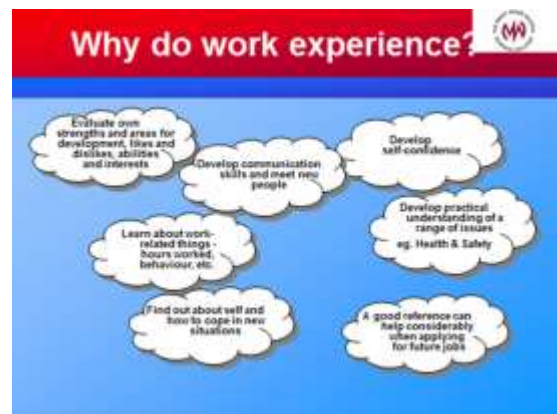 Why do work experience?
Evaluate own
strengths and areas for
development, likes and
dislikes, abilities
and interests
Develop communication
skills and meet new
people
Develop
self-confidence
Learn about work-
related things -
hours worked,
behaviour, etc.
Develop practical
understanding of a
range of issues
eg. Health & Safety
Find out about self and
how to cope in new
situations
A good reference can
help considerably
when applying
for future jobs